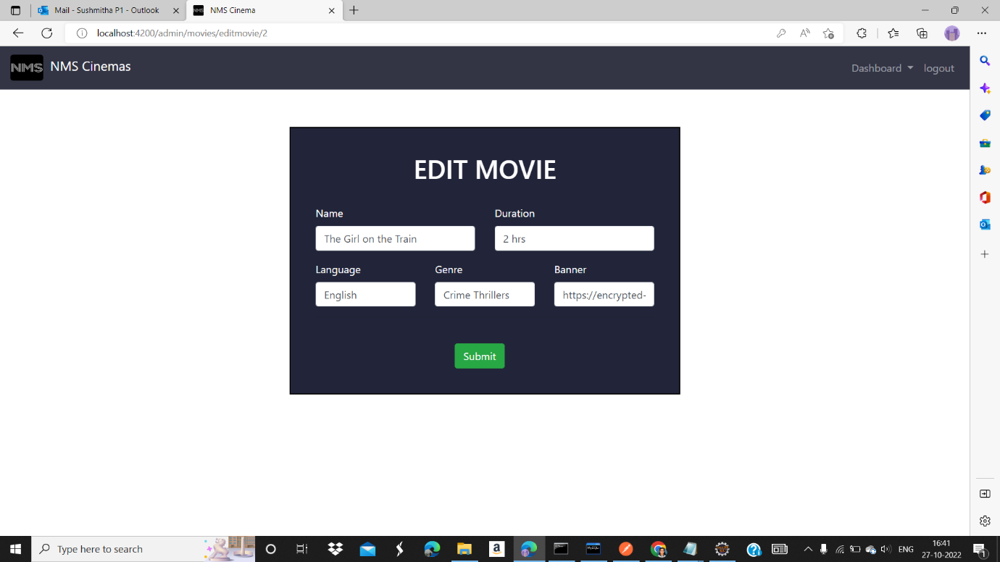 Mail - Sushmitha P1 - Outlook
NMS
NMS Cinema
localhost:4200/admin/movies/editmovie/2
NMS
NMS Cinemas
Dashboard
logout
EDIT MOVIE
Name
Duration
The Girl on the Train
2 hrs
Language
Genre
Banner
English
Crime Thrillers
https://encrypted-
Submit
Type here to search
a
MySQL
ENG
16:41
27-10-2022
1